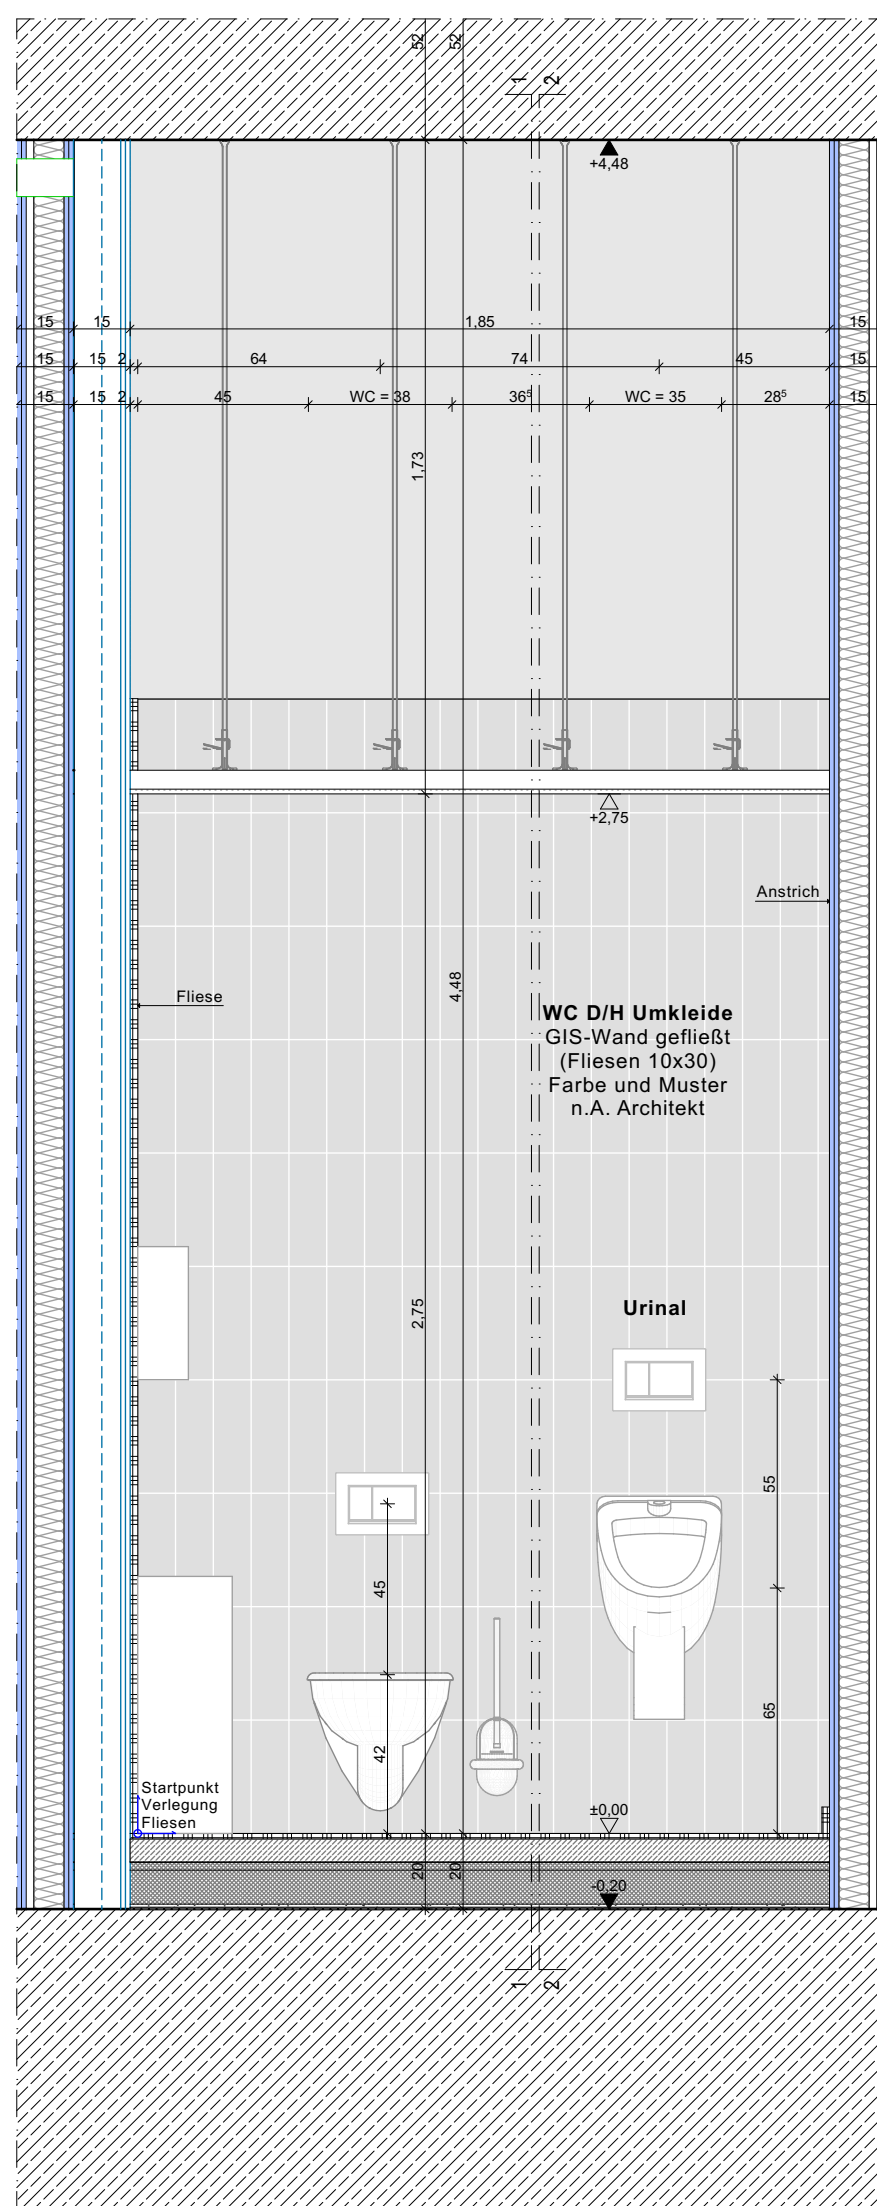 52
52
1
2
+4,48
15
15
1,85
15
15
15
2
64
74
45
15
15
15
2
45
WC = 38
36⁵
WC = 35
28⁵
15
1,73
+2,75
Anstrich
Fliese
4,48
WC D/H Umkleide
GIS-Wand gefließt
(Fliesen 10x30)
Farbe und Muster
n.A. Architekt
2,75
Urinal
55
45
65
42
Startpunkt
Verlegung
Fliesen
±0,00
20
20
-0,20
1
2